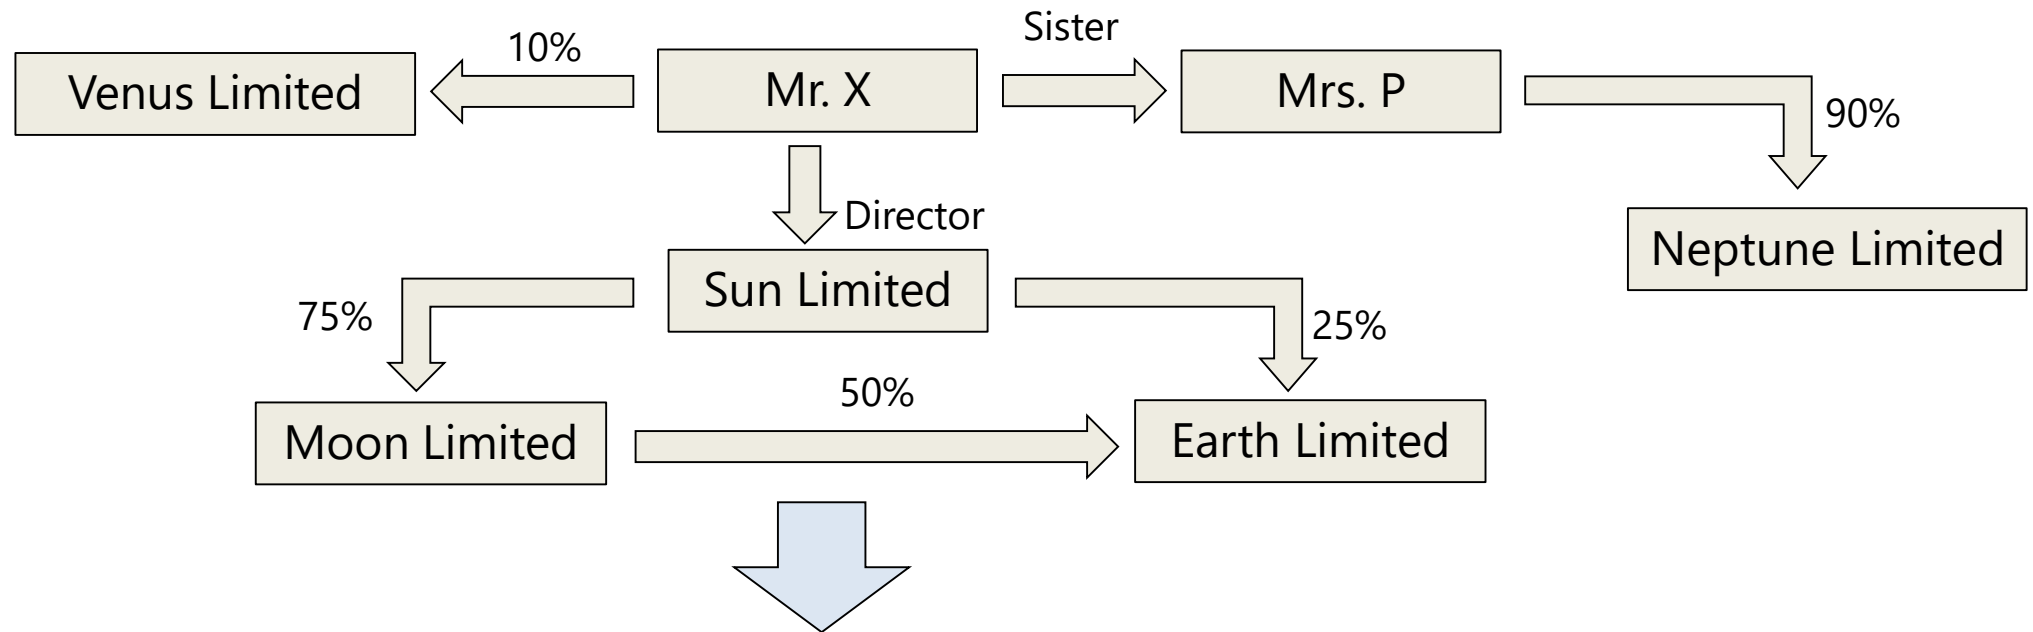 Sister
10%
Venus Limited
Mr. X
Mrs. P
90%
Director
Neptune Limited
Sun Limited
75%
25%
50%
Moon Limited
Earth Limited